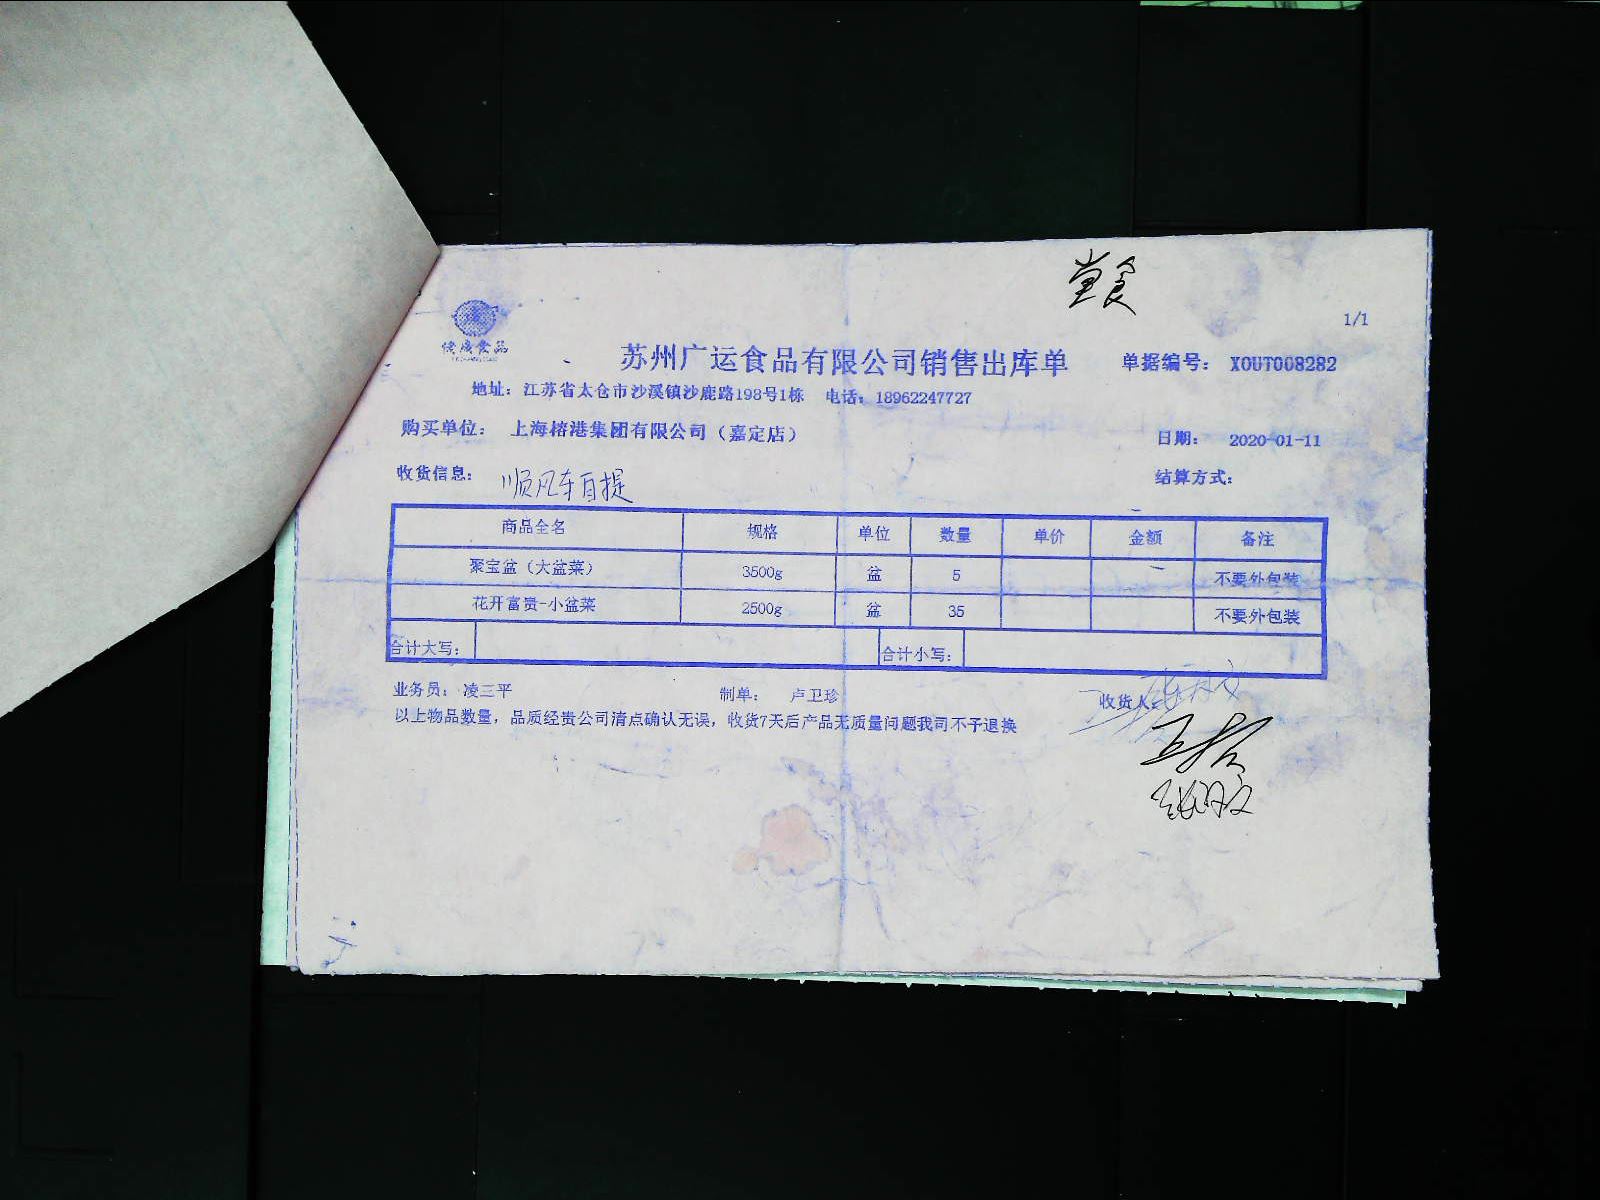 堂食
1/1
食品
苏州广运食品有限公司销售出库单 单据编号： XOUT008282
地址：江苏省太仓市沙溪镇沙鹿路198号1栋 电话：18962247727
购买单位： 上海榕港集团有限公司（嘉定店） 日期： 2020-01-11
收货信息： 顺风车自提 结算方式：
商品全名 规格 单位 数量 单价 金额 备注
聚宝盆（大盆菜） 3500g 盆 5 不要外包装
花开富贵-小盆菜 2500g 盆 35 不要外包装
合计大写： 合计小写：
业务员： 凌三平 制单： 卢卫珍 收货人：
以上物品数量，品质经贵公司清点确认无误，收货7天后产品无质量问题我司不予退换